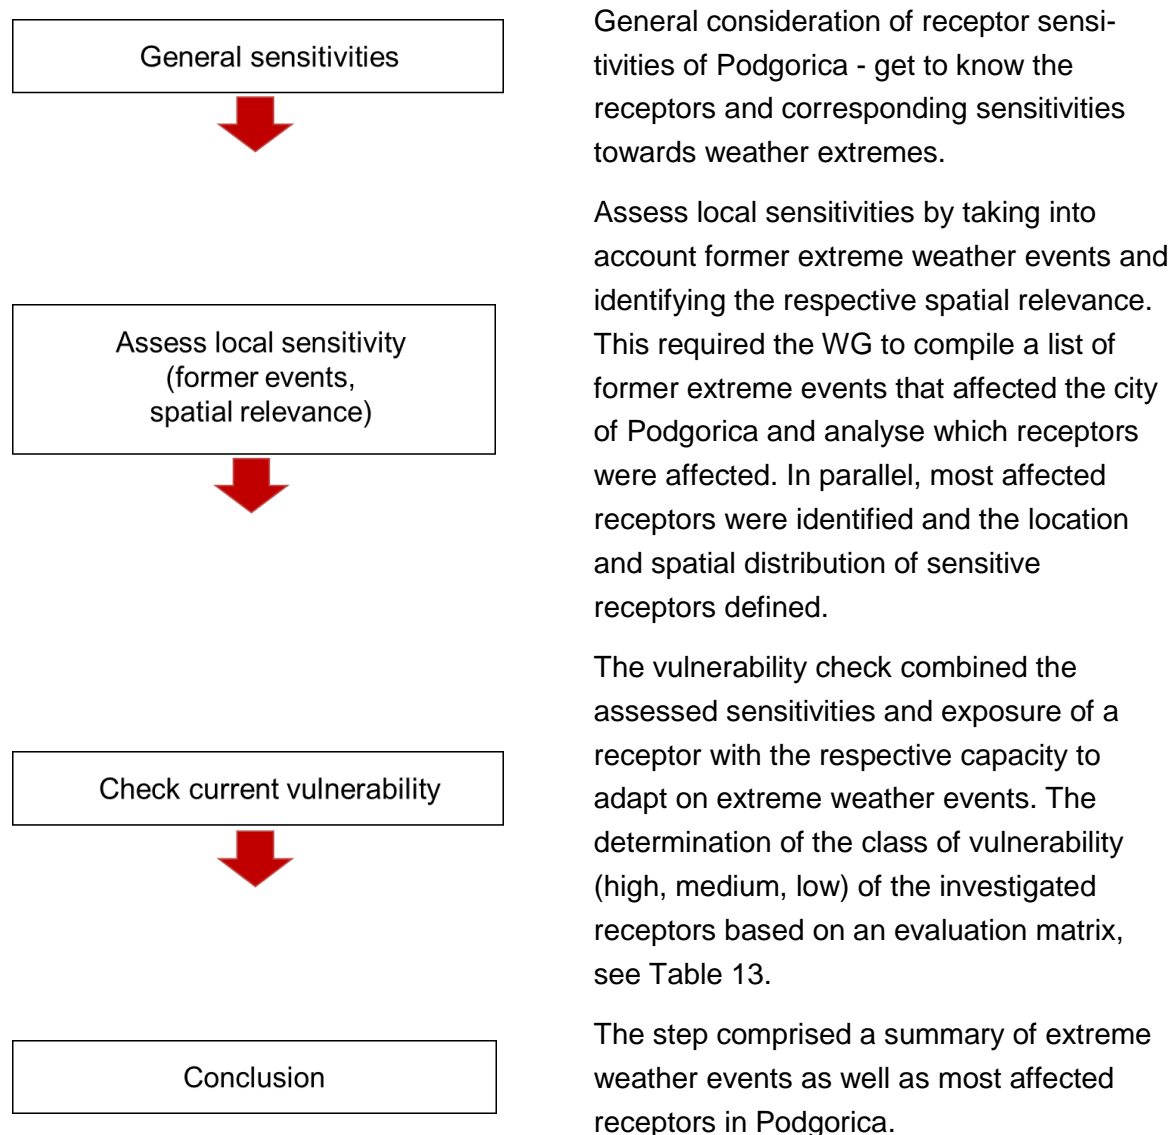 General sensitivities
General consideration of receptor sensi-
tivities of Podgorica - get to know the
receptors and corresponding sensitivities
towards weather extremes.
Assess local sensitivity
(former events,
spatial relevance)
Assess local sensitivities by taking into
account former extreme weather events and
identifying the respective spatial relevance.
This required the WG to compile a list of
former extreme events that affected the city
of Podgorica and analyse which receptors
were affected. In parallel, most affected
receptors were identified and the location
and spatial distribution of sensitive
receptors defined.
Check current vulnerability
The vulnerability check combined the
assessed sensitivities and exposure of a
receptor with the respective capacity to
adapt on extreme weather events. The
determination of the class of vulnerability
(high, medium, low) of the investigated
receptors based on an evaluation matrix,
see Table 13.
Conclusion
The step comprised a summary of extreme
weather events as well as most affected
receptors in Podgorica.